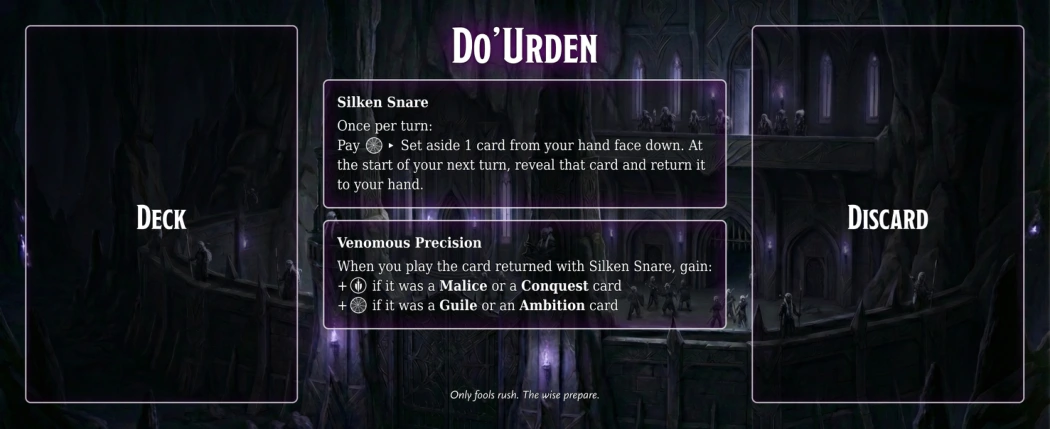 Do'Urden
Silken Snare
Once per turn:
Pay ‣ Set aside 1 card from your hand face down. At
the start of your next turn, reveal that card and return it
to your hand.
Deck
Discard
Venomous Precision
When you play the card returned with Silken Snare, gain:
+ if it was a Malice or a Conquest card
+ if it was a Guile or an Ambition card
Only fools rush. The wise prepare.